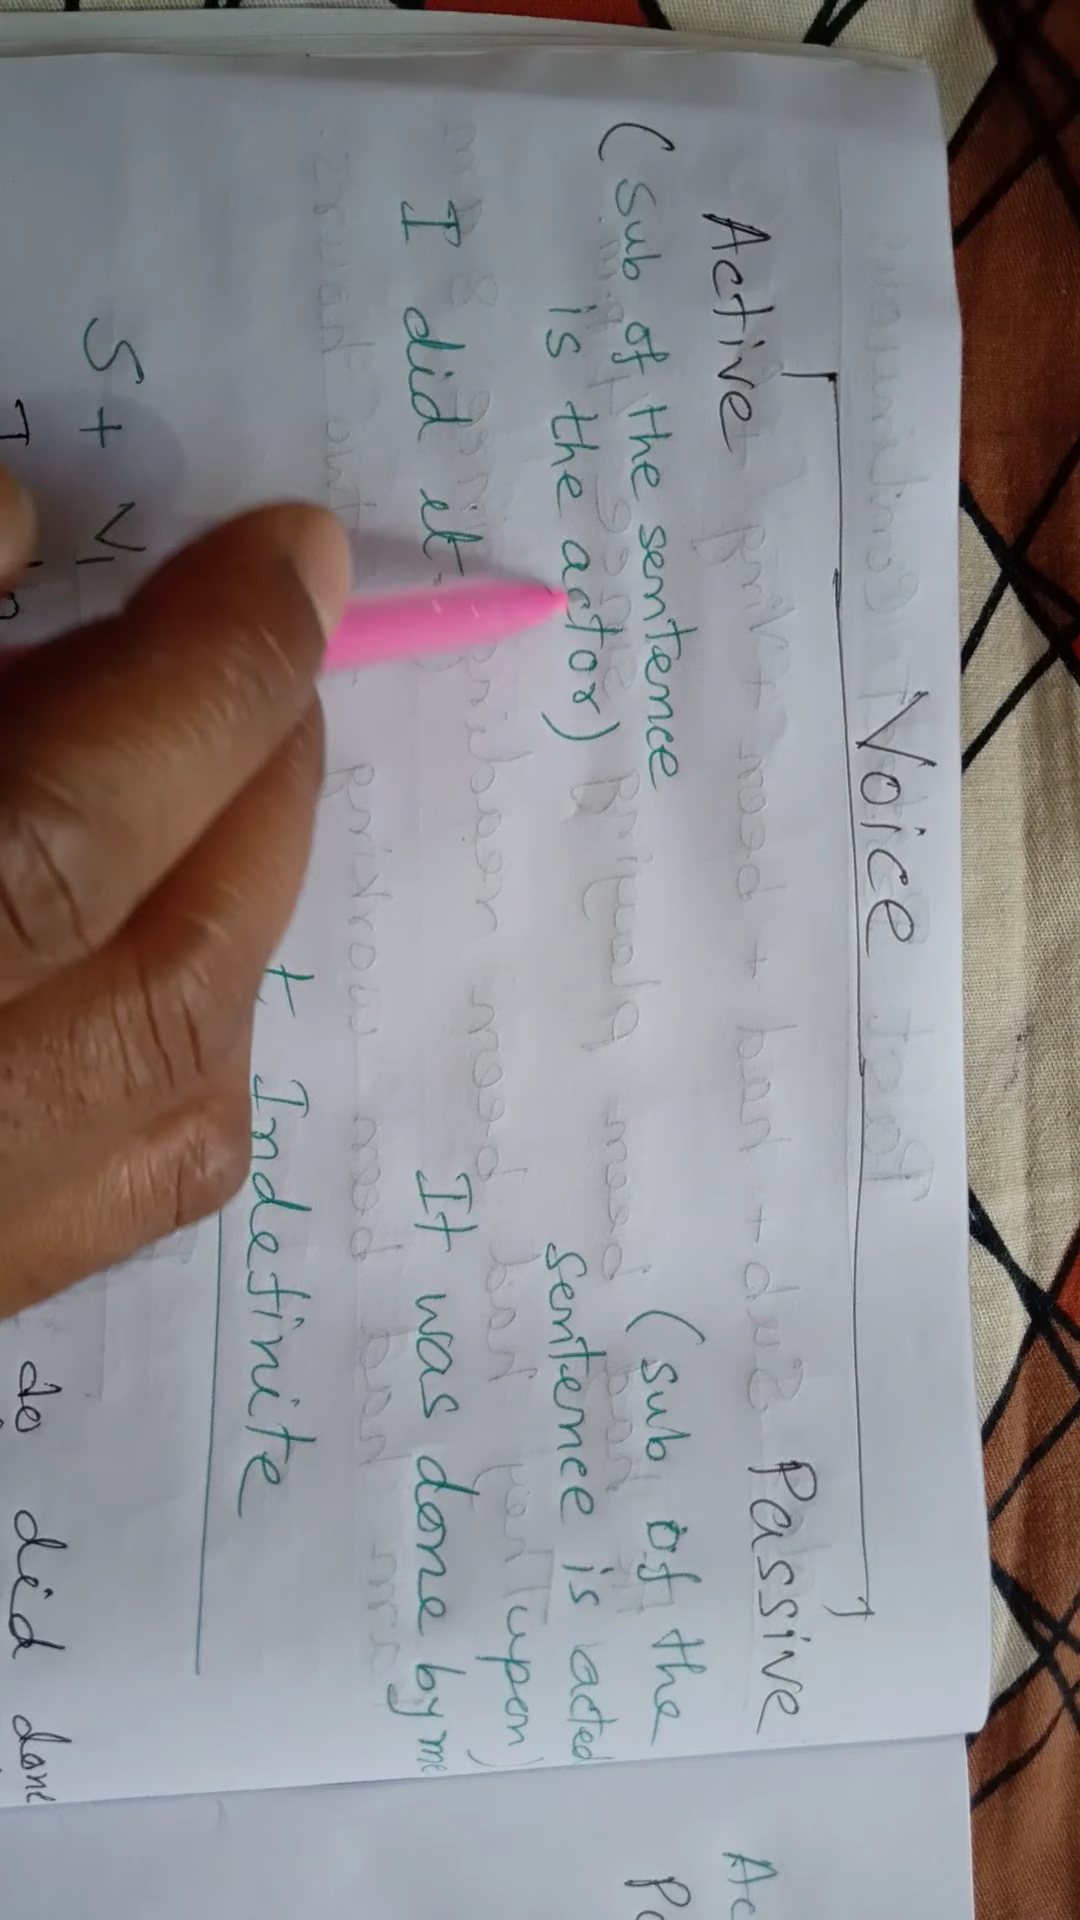 Voice
Active Passive
(Sub of the sentence
is the actor)
(sub of the
sentence is acted
upon)
I did it It was done by me
t Indefinite
S + V1
do did done
Ac